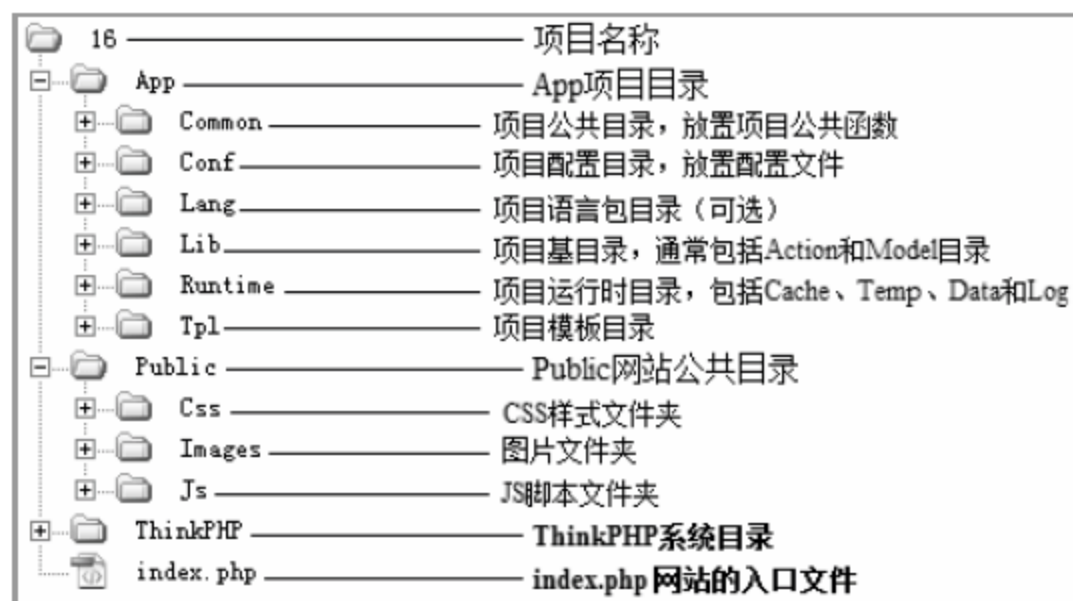 16 项目名称
App App项目目录
Common 项目公共目录，放置项目公共函数
Conf 项目配置目录，放置配置文件
Lang 项目语言包目录（可选）
Lib 项目基目录，通常包括Action和Model目录
Runtime 项目运行时目录，包括Cache、Temp、Data和Log
Tpl 项目模板目录
Public Public网站公共目录
Css CSS样式文件夹
Images 图片文件夹
Js JS脚本文件夹
ThinkPHP ThinkPHP系统目录
index.php index.php 网站的入口文件